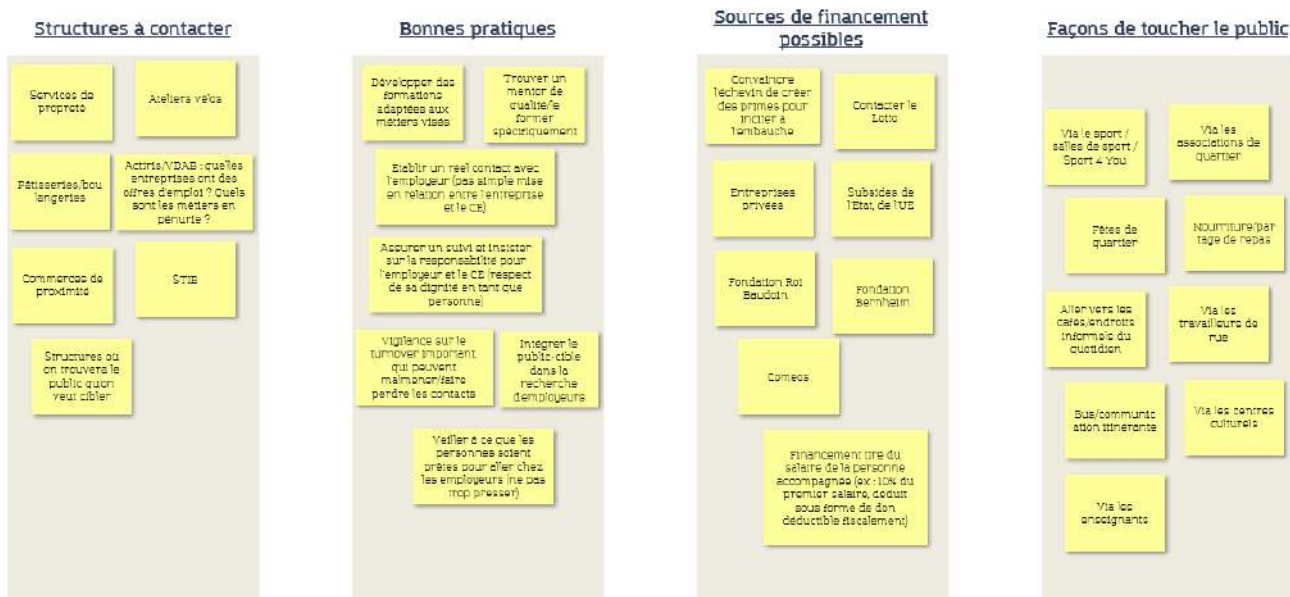 Structures à contacter
Services de
propreté
Ateliers vélos
Pâtisseries/bou
langeries
Actiris/VDAB : quelles
entreprises ont des
offres d'emploi ? Quels
sont les métiers en
pénurie ?
Commerces de
proximité
STIB
Structures où
on trouvera le
public qu'on
veut cibler
Bonnes pratiques
Développer des
formations
adaptées aux
métiers visés
Trouver un
mentor de
qualité/le
former
spécifiquement
Etablir un réel contact avec
l'employeur (pas simple mise
en relation entre l'entreprise
et le CE)
Assurer un suivi et insister
sur la responsabilité pour
l'employeur et le CE (respect
de sa dignité en tant que
personne)
Vigilance sur le
turnover important
qui peuvent
malmener/faire
perdre les contacts
Intégrer le
public-cible
dans la
recherche
d'employeurs
Veiller à ce que les
personnes soient
prêtes pour aller chez
les employeurs (ne pas
trop presser)
Sources de financement
possibles
Convaincre
l'échevin de créer
des primes pour
inciter à
l'embauche
Contacter le
Lotto
Entreprises
privées
Subsides de
l'Etat, de l'UE
Fondation Roi
Baudoin
Fondation
Bernheim
Comeos
Financement tiré du
salaire de la personne
accompagnée (ex : 10% du
premier salaire, déduit
sous forme de don
déductible fiscalement)
Façons de toucher le public
Via le sport /
salles de sport /
Sport 4 You
Via les
associations de
quartier
Fêtes de
quartier
Nourriture/par
tage de repas
Aller vers les
cafés/endroits
informels du
quotidien
Via les
travailleurs de
rue
Bus/communic
ation itinérante
Via les centres
culturels
Via les
enseignants